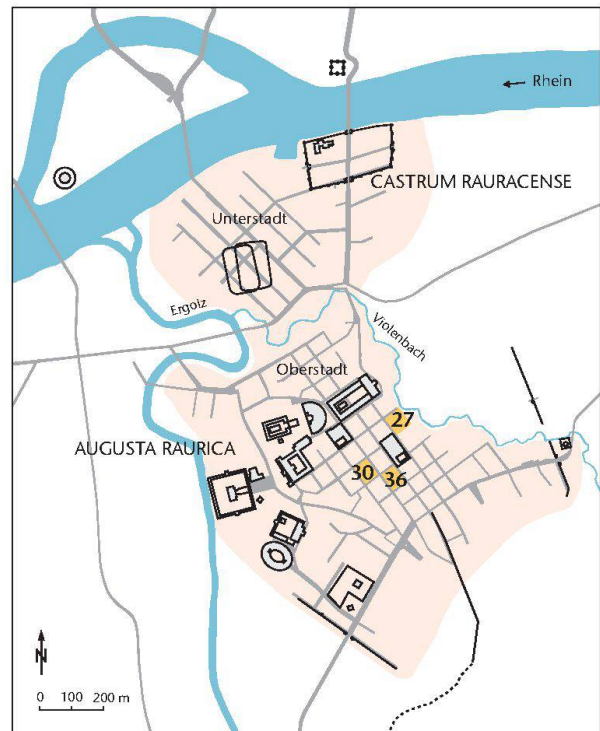 Rhein
CASTRUM RAURACENSE
Unterstadt
Ergolz
Violenbach
Oberstadt
27
AUGUSTA RAURICA
30
36
N
0 100 200 m